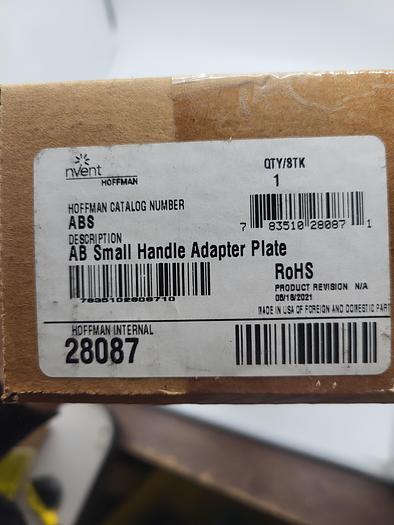 nVent
HOFFMAN
QTY/STK
1
HOFFMAN CATALOG NUMBER
ABS
7 83510 28087 1
DESCRIPTION
AB Small Handle Adapter Plate
RoHS
PRODUCT REVISION N/A
08/18/2021
MADE IN USA OF FOREIGN AND DOMESTIC PART
HOFFMAN INTERNAL
28087